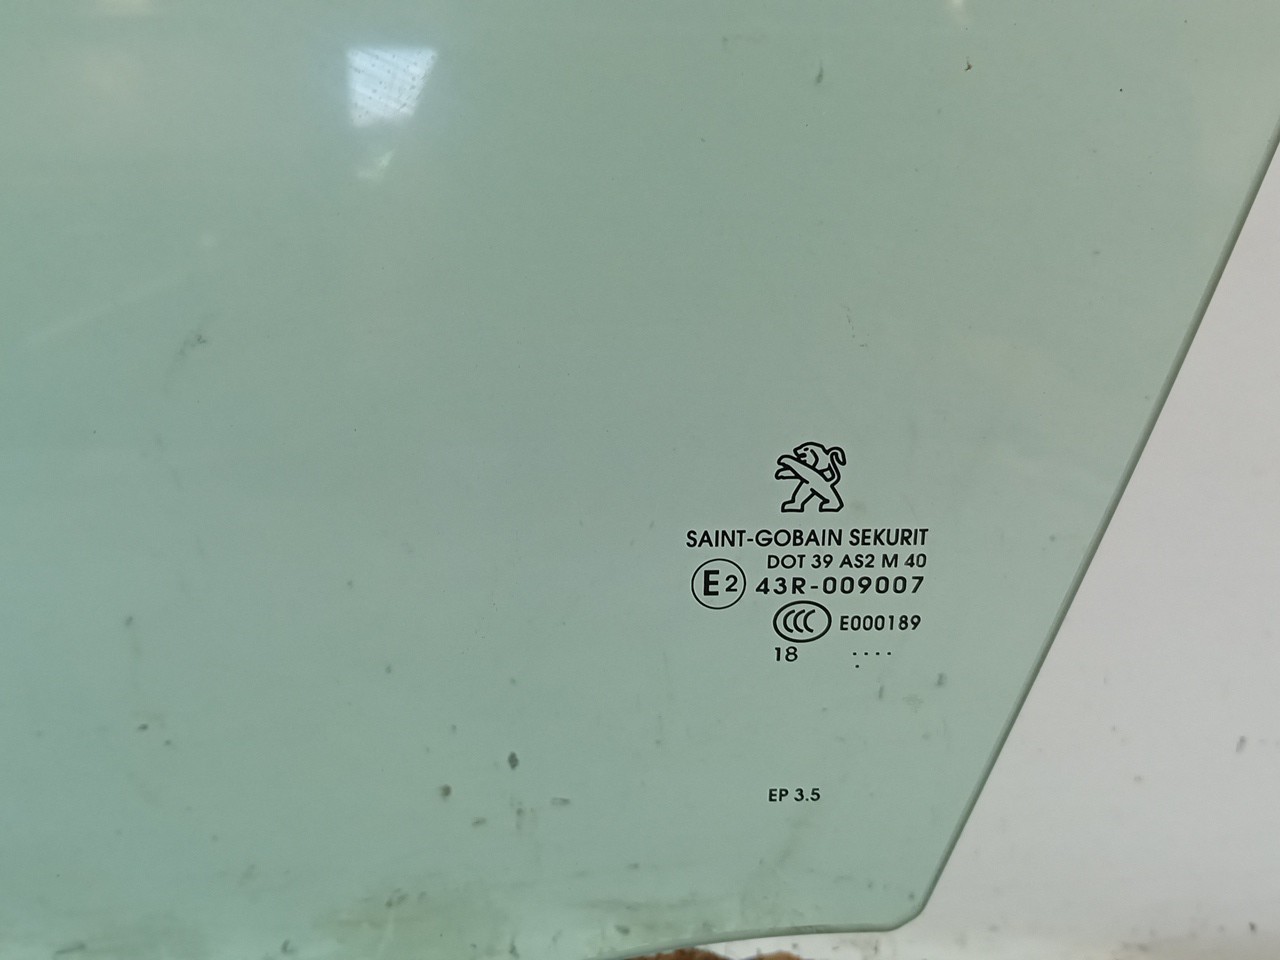 SAINT-GOBAIN SEKURIT
DOT 39 AS2 M 40
E2 43R-009007
CCC E000189
18 ....
EP 3.5